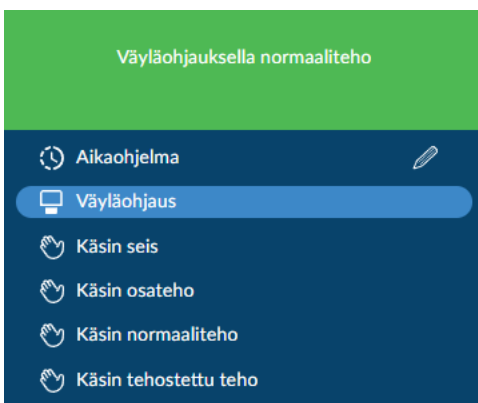 Väyläohjauksella normaaliteho
Aikaohjelma
Väyläohjaus
Käsin seis
Käsin osateho
Käsin normaaliteho
Käsin tehostettu teho